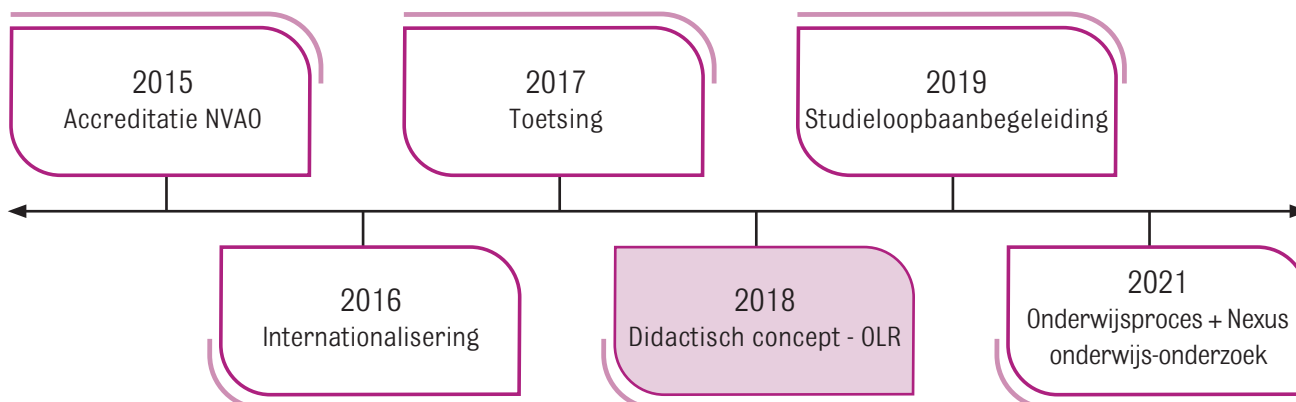 2015
Accreditatie NVAO
2017
Toetsing
2019
Studieloopbaanbegeleiding
2016
Internationalisering
2018
Didactisch concept - OLR
2021
Onderwijsproces + Nexus
onderwijs-onderzoek